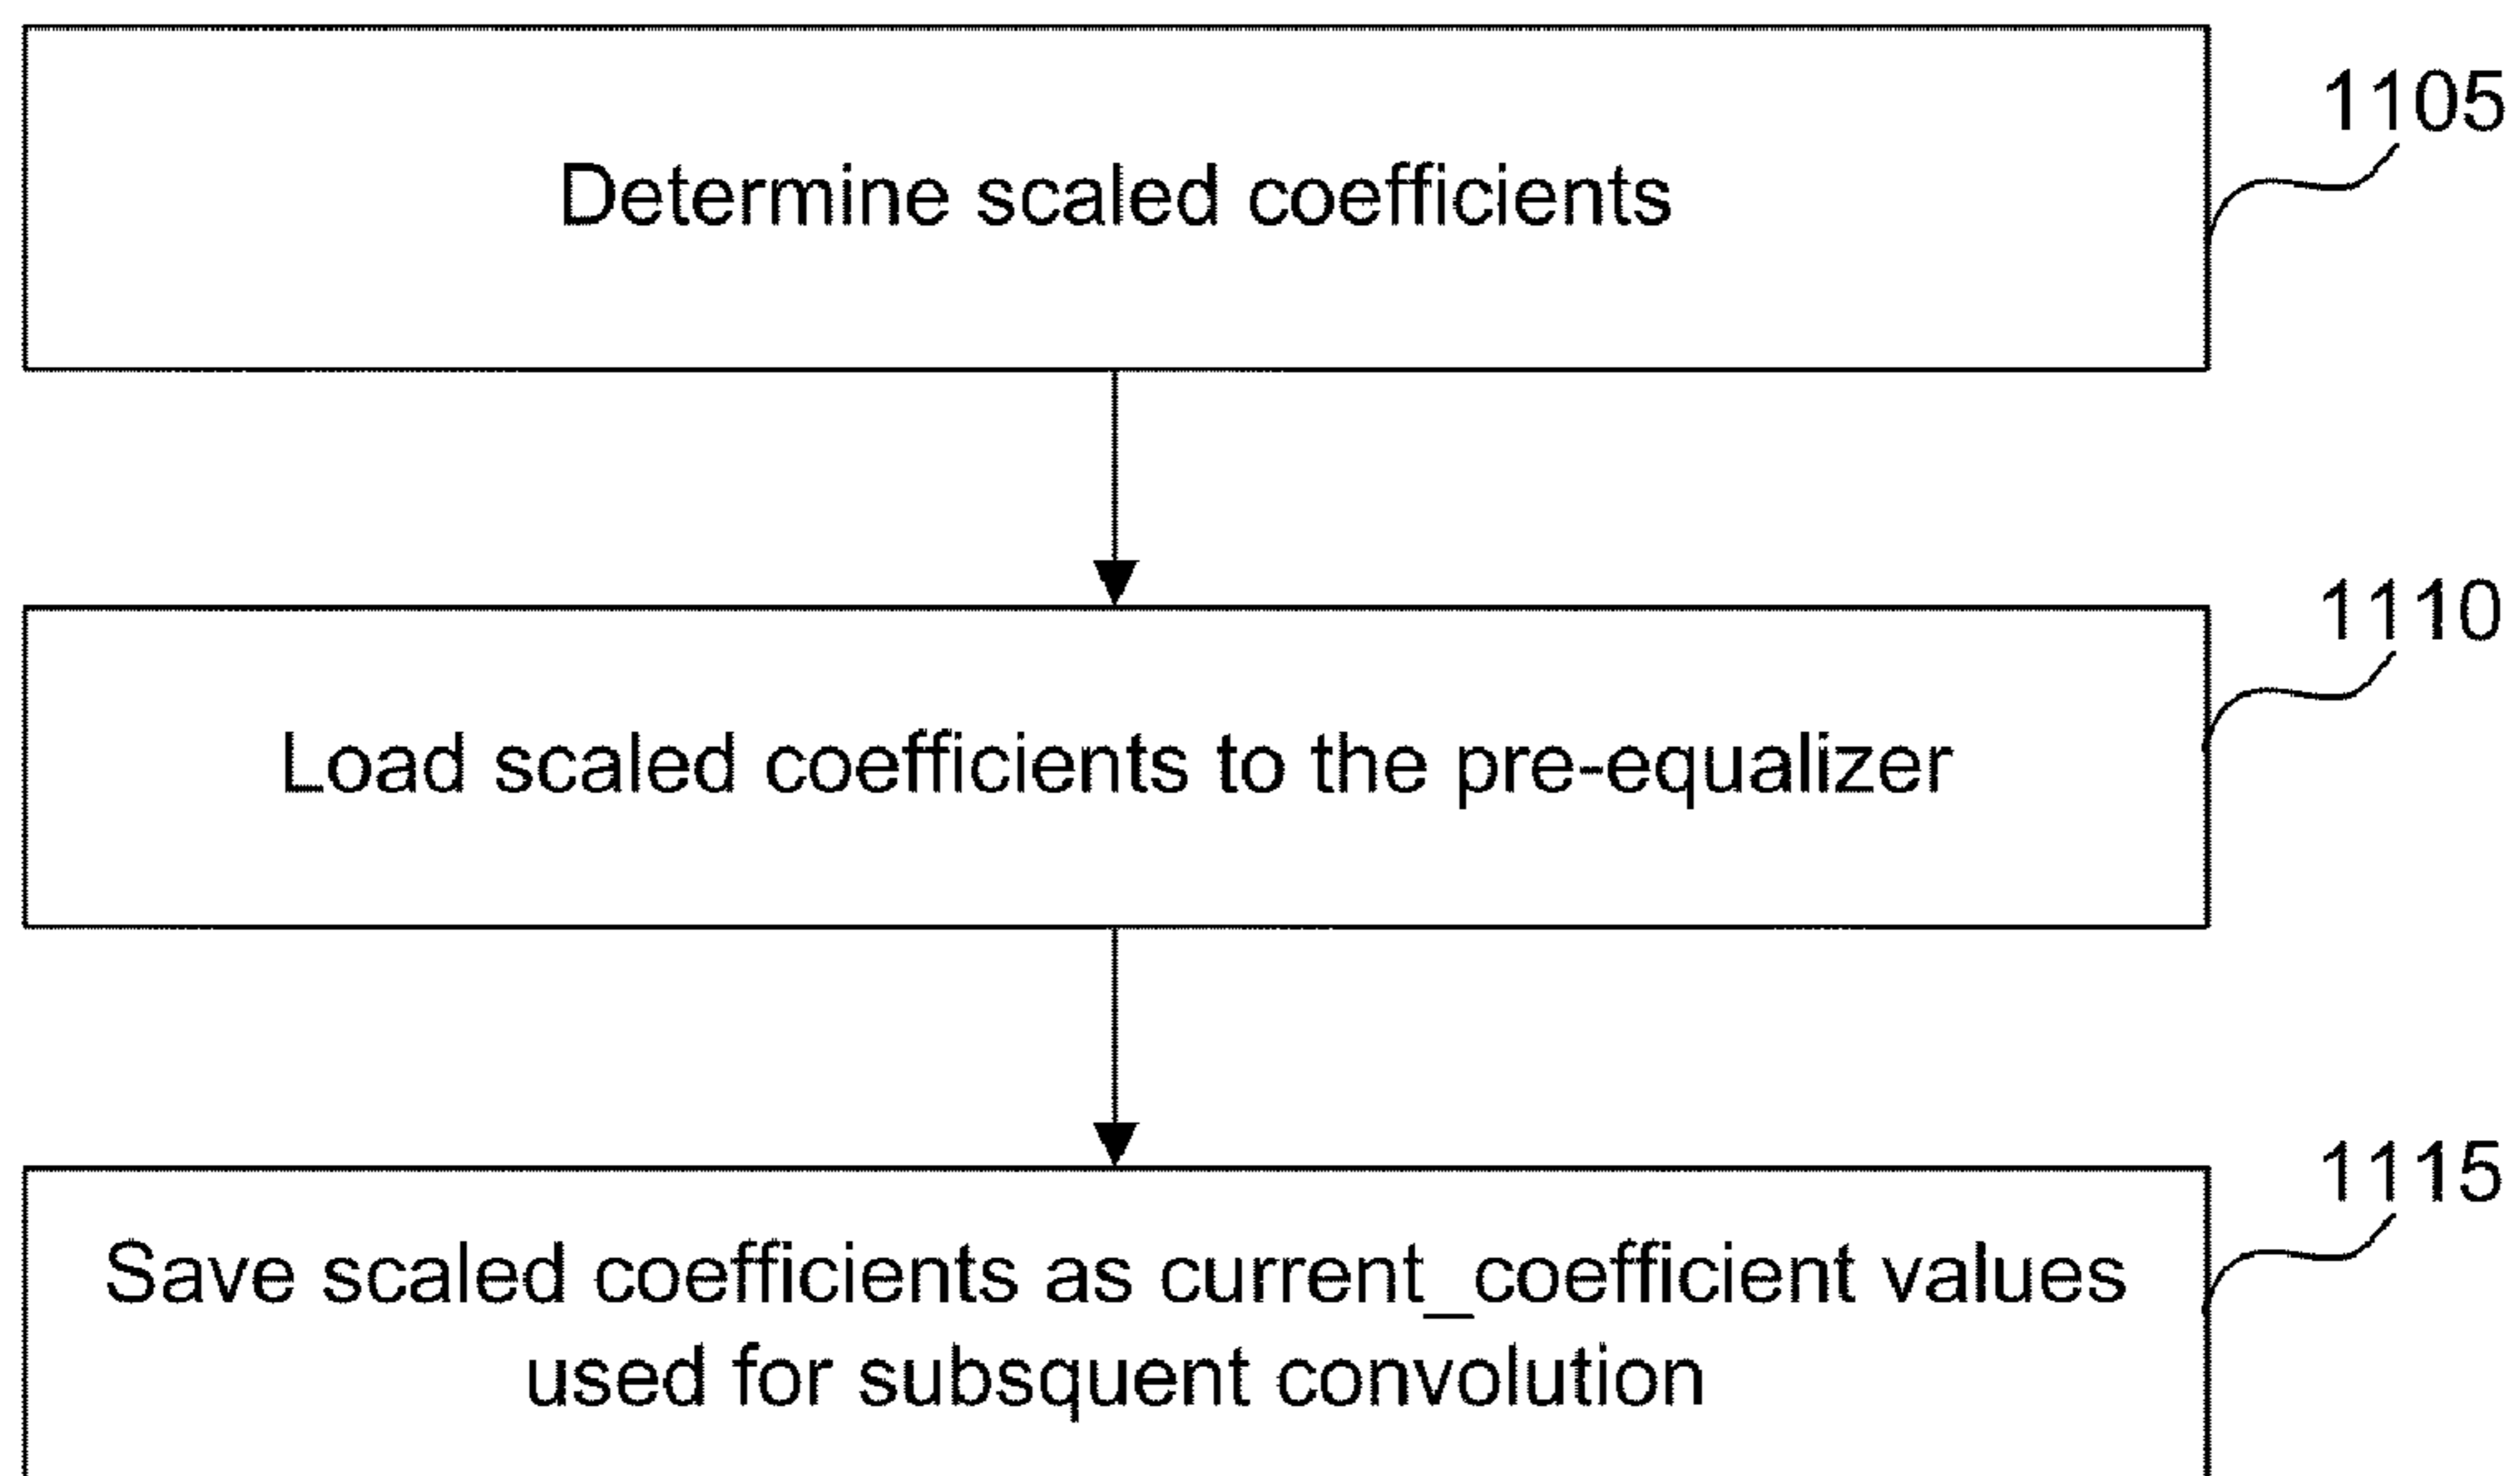 1105
Determine scaled coefficients
1110
Load scaled coefficients to the pre-equalizer
1115
Save scaled coefficients as current_coefficient values
used for subsquent convolution